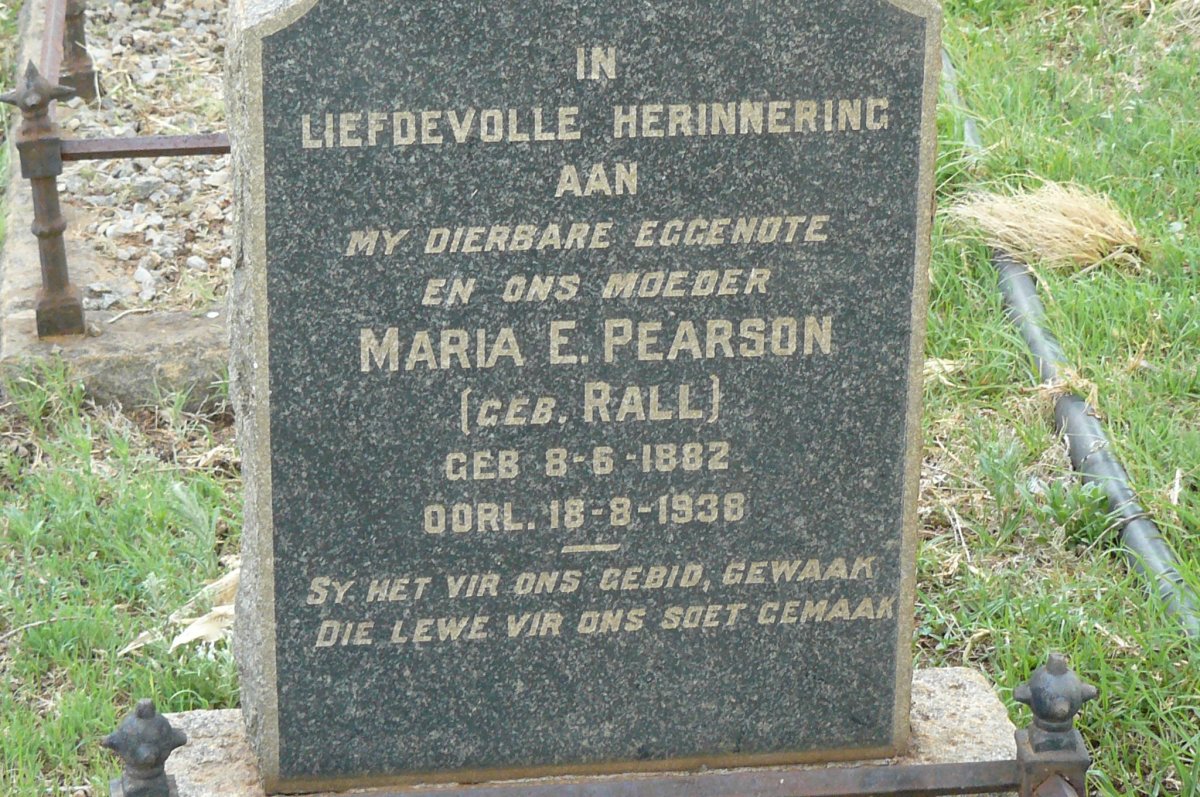 IN
LIEFDEVOLLE HERINNERING
AAN
MY DIERBARE EGGENOTE
EN ONS MOEDER
MARIA E. PEARSON
(GEB. RALL)
GEB 8-6-1882
OORL. 18-8-1938
SY. HET VIR ONS GEBID, GEWAAK
DIE LEWE VIR ONS SOET GEMAAK